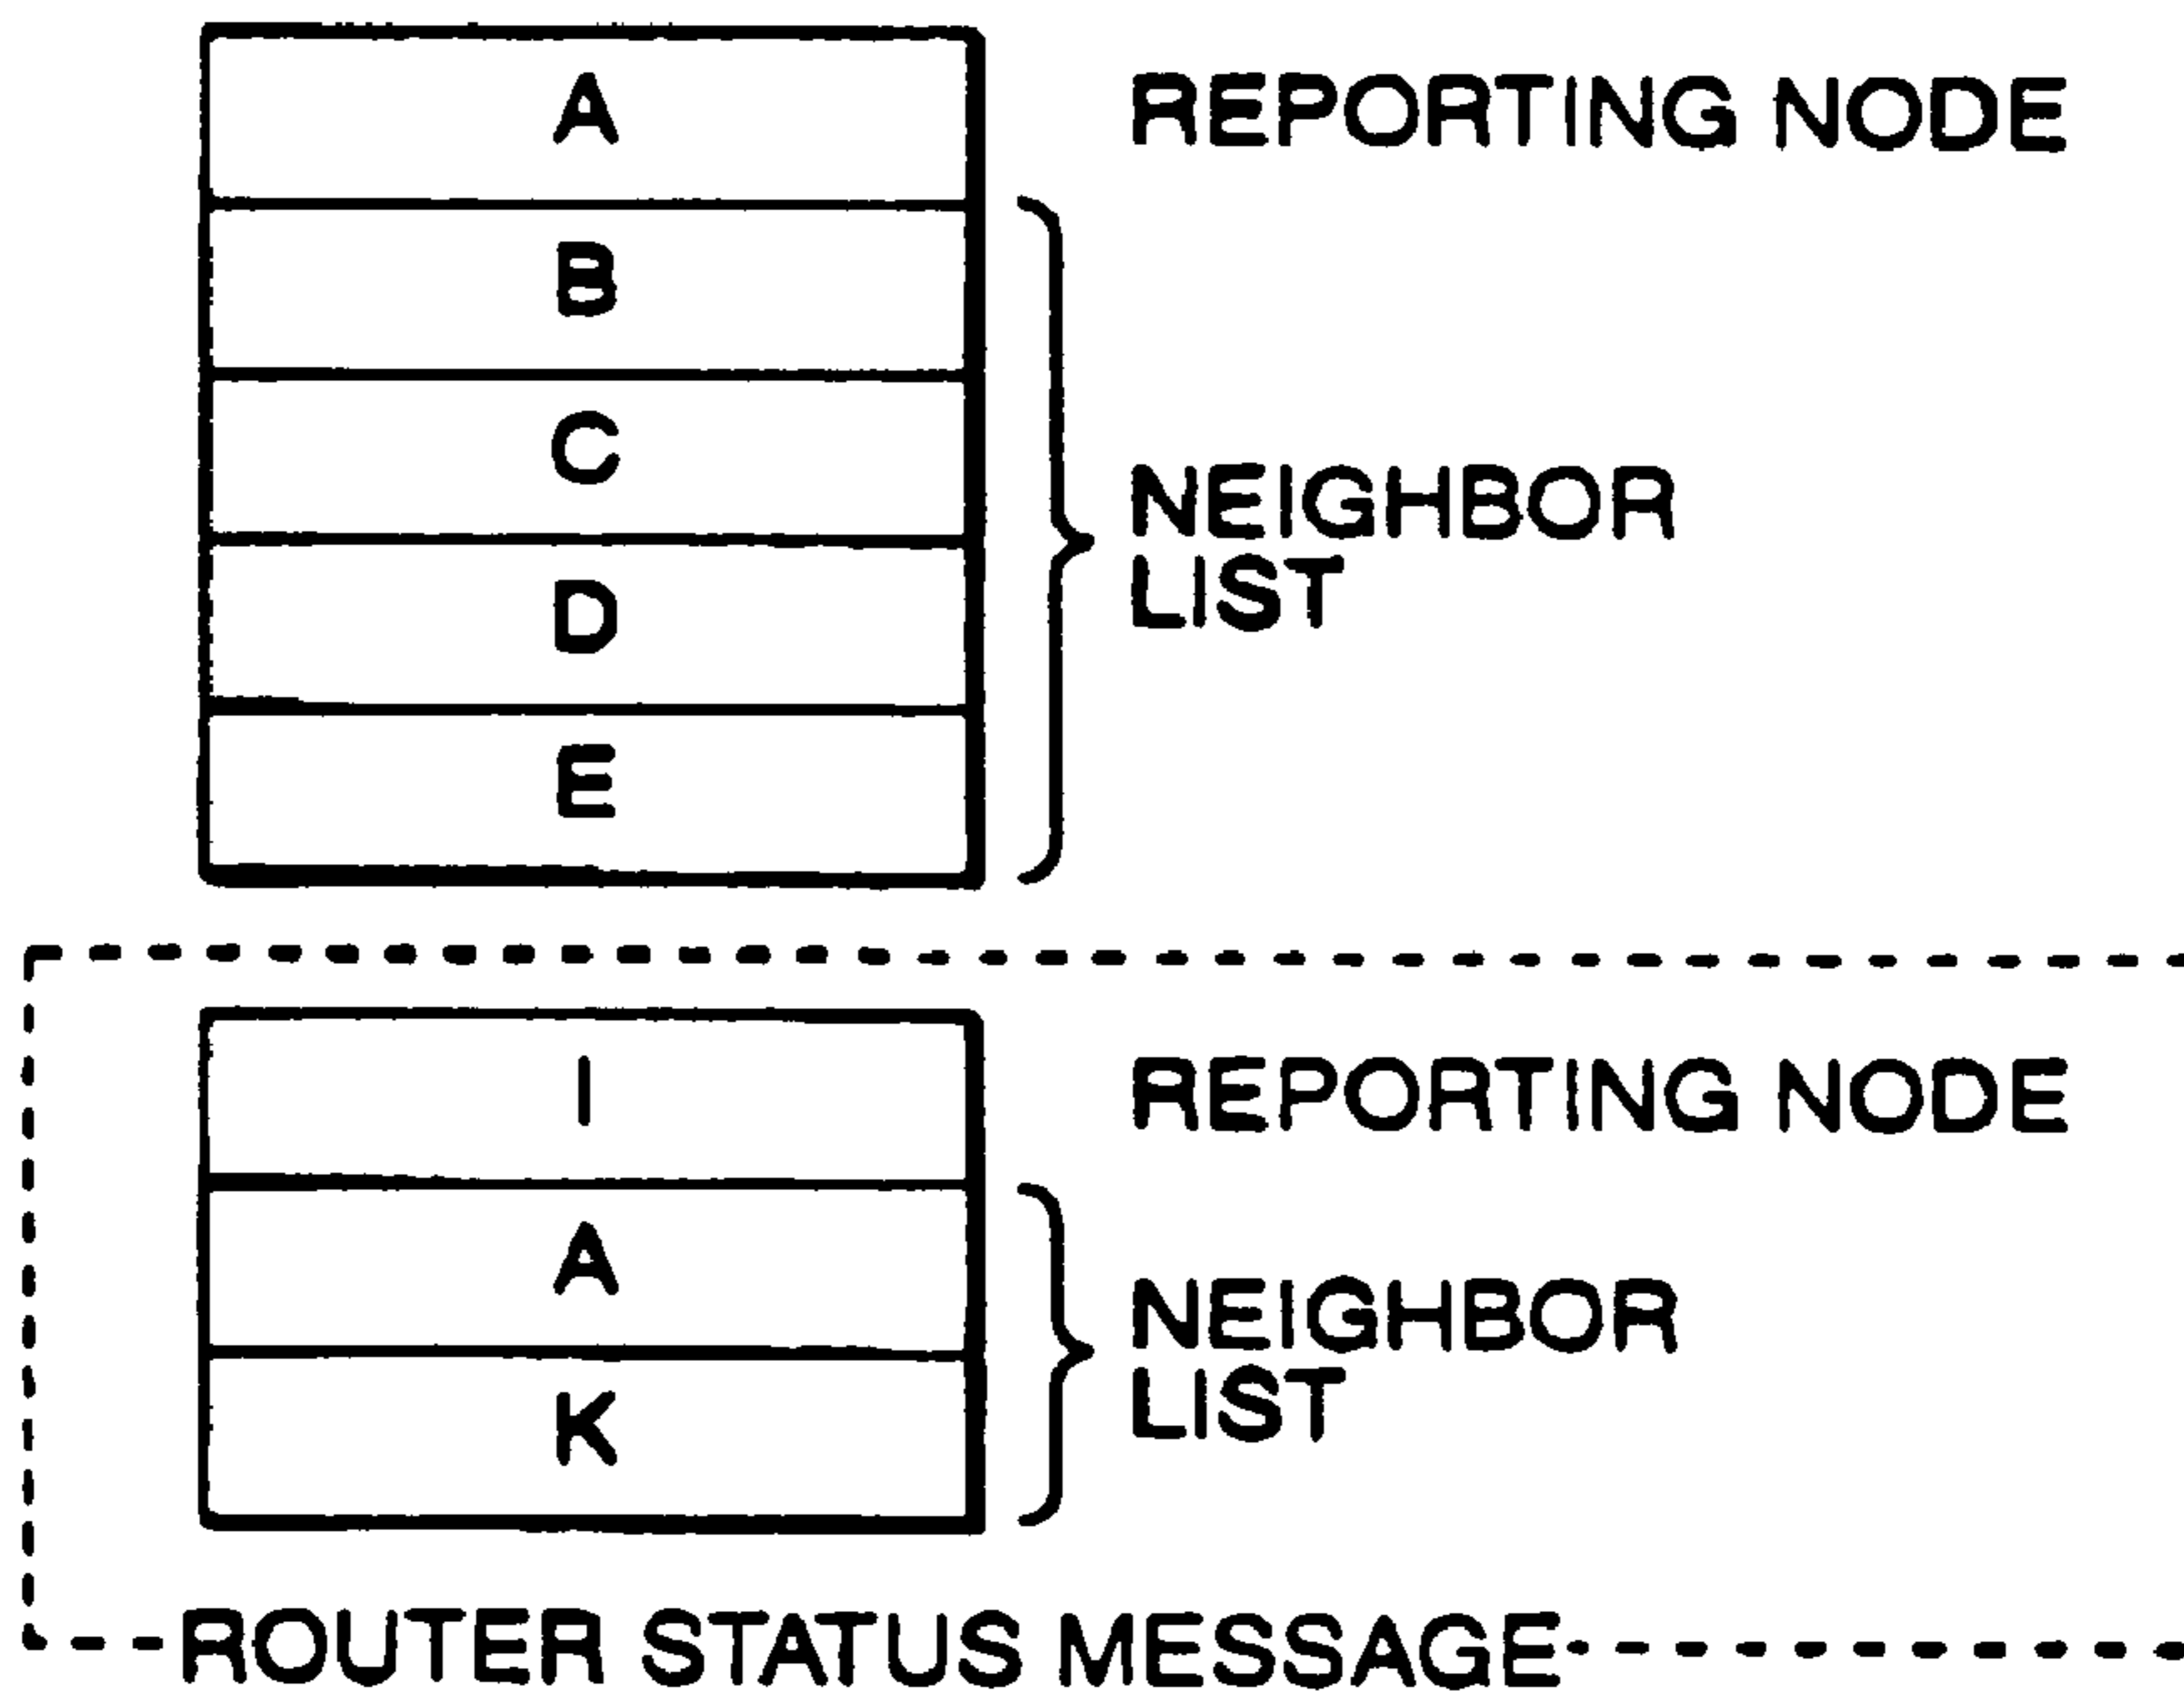 A REPORTING NODE
B
C
NEIGHBOR
LIST
D
E
I REPORTING NODE
A
NEIGHBOR
LIST
K
ROUTER STATUS MESSAGE